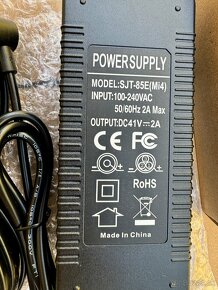 POWERSUPPLY
MODEL:SJT-85E(Mi4)
INPUT:100-240VAC
50/60Hz 2A Max
OUTPUT:DC41V⎓2A
CE FC
RoHS
Made In China